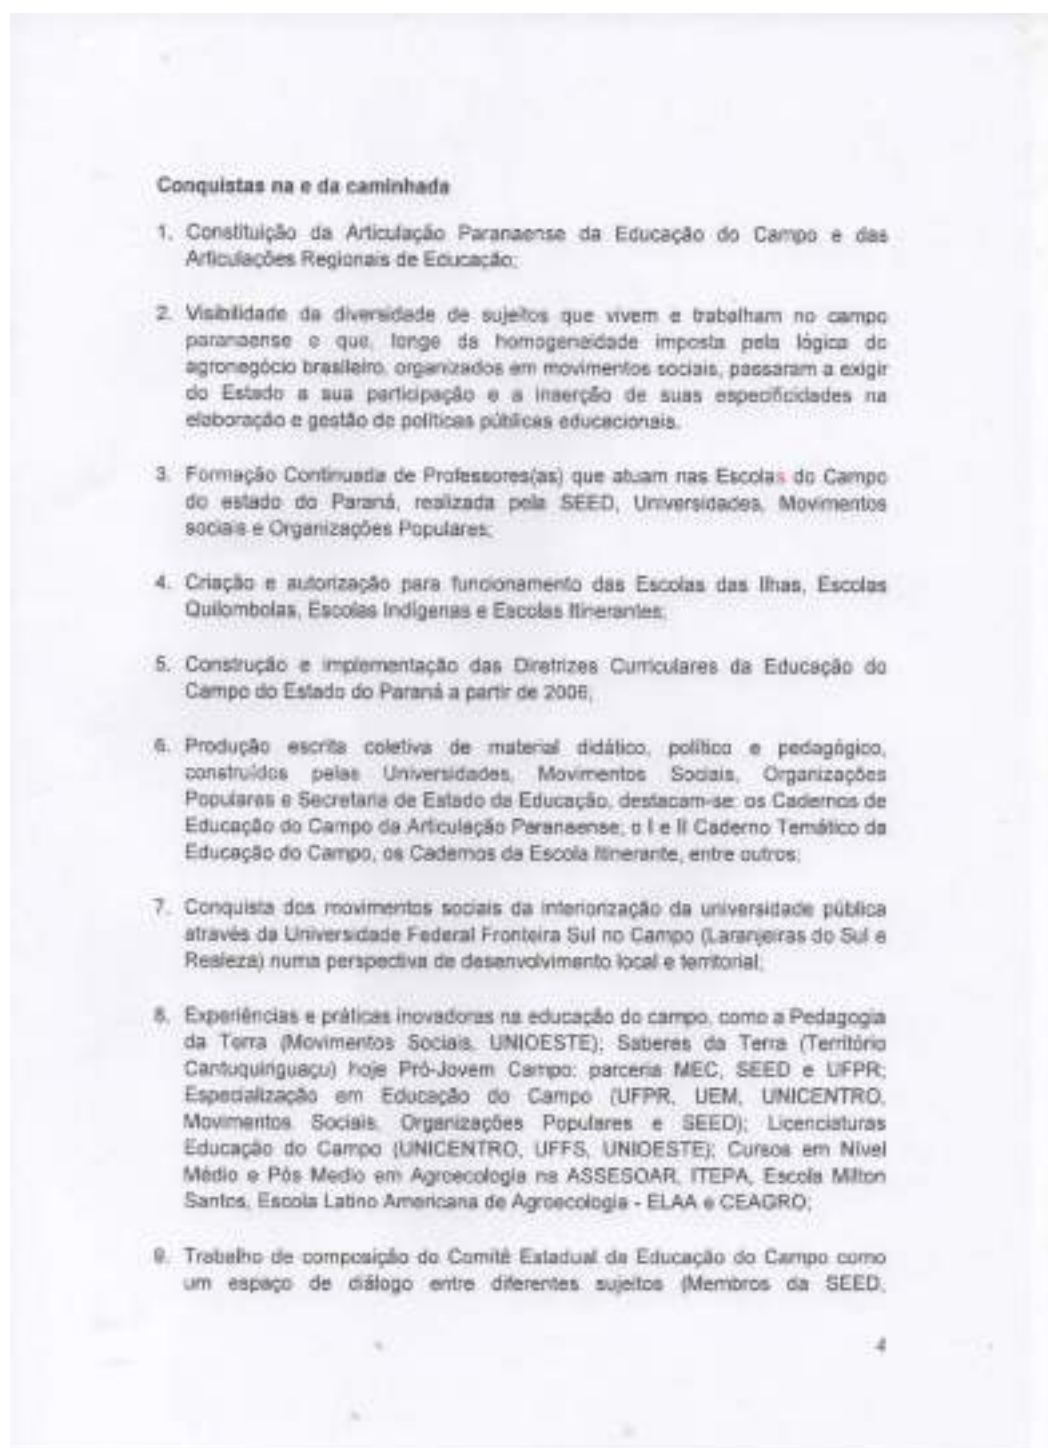 Conquistas na e da caminhada
1. Constituição da Articulação Paranaense da Educação do Campo e das
Articulações Regionais de Educação;
2. Visibilidade da diversidade de sujeitos que vivem e trabalham no campo
paranaense e que, longe da homogeneidade imposta pela lógica do
agronegócio brasileiro, organizados em movimentos sociais, passaram a exigir
do Estado a sua participação e a inserção de suas especificidades na
elaboração e gestão de políticas públicas educacionais.
3. Formação Continuada de Professores(as) que atuam nas Escolas do Campo
do estado do Paraná, realizada pela SEED, Universidades, Movimentos
sociais e Organizações Populares;
4. Criação e autorização para funcionamento das Escolas das Ilhas, Escolas
Quilombolas, Escolas Indígenas e Escolas Itinerantes;
5. Construção e implementação das Diretrizes Curriculares da Educação do
Campo do Estado do Paraná a partir de 2006;
6. Produção escrita coletiva de material didático, político e pedagógico,
construídos pelas Universidades, Movimentos Sociais, Organizações
Populares e Secretaria de Estado da Educação, destacam-se: os Cadernos de
Educação do Campo da Articulação Paranaense; o I e II Caderno Temático da
Educação do Campo, os Cadernos da Escola Itinerante, entre outros;
7. Conquista dos movimentos sociais da interiorização da universidade pública
através da Universidade Federal Fronteira Sul no Campo (Laranjeiras do Sul e
Realeza) numa perspectiva de desenvolvimento local e territorial;
8. Experiências e práticas inovadoras na educação do campo, como a Pedagogia
da Terra (Movimentos Sociais, UNIOESTE); Saberes da Terra (Território
Cantuquiriguaçu) hoje Pró-Jovem Campo: parceria MEC, SEED e UFPR;
Especialização em Educação do Campo (UFPR, UEM, UNICENTRO,
Movimentos Sociais, Organizações Populares e SEED); Licenciaturas
Educação do Campo (UNICENTRO, UFFS, UNIOESTE); Cursos em Nível
Médio e Pós Medio em Agroecologia na ASSESOAR, ITEPA, Escola Milton
Santos, Escola Latino Americana de Agroecologia - ELAA e CEAGRO;
9. Trabalho de composição do Comitê Estadual da Educação do Campo como
um espaço de diálogo entre diferentes sujeitos (Membros da SEED,
4